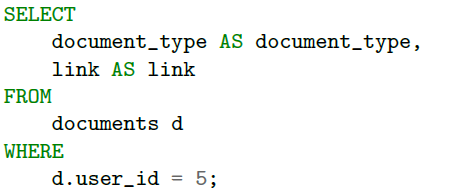 SELECT
    document_type AS document_type,
    link AS link
FROM
    documents d
WHERE
    d.user_id = 5;